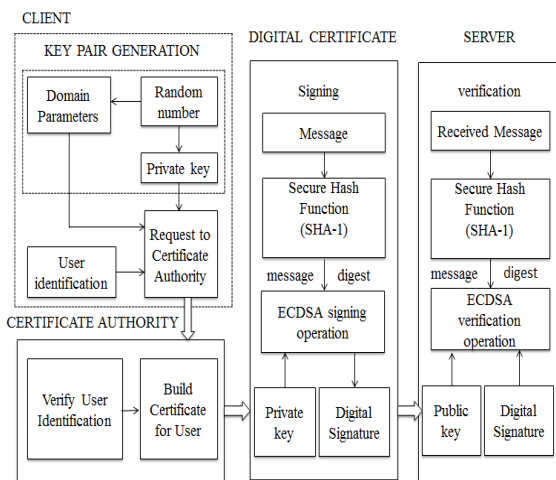 CLIENT
KEY PAIR GENERATION
Domain
Parameters
Random
number
Private key
User
identification
Request to
Certificate
Authority
CERTIFICATE AUTHORITY
Verify User
Identification
Build
Certificate
for User
DIGITAL CERTIFICATE
Signing
Message
Secure Hash
Function
(SHA-1)
message digest
ECDSA signing
operation
Private
key
Digital
Signature
SERVER
verification
Received Message
Secure Hash
Function
(SHA-1)
message digest
ECDSA
verification
operation
Public
key
Digital
Signature